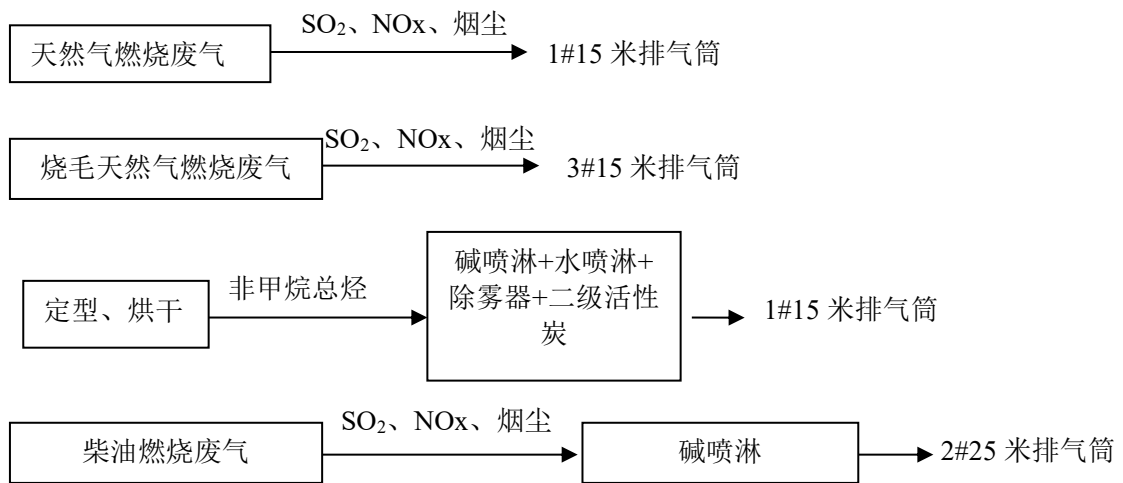 SO₂、NOx、烟尘
天然气燃烧废气
1#15 米排气筒
SO₂、NOx、烟尘
烧毛天然气燃烧废气
3#15 米排气筒
定型、烘干
非甲烷总烃
碱喷淋+水喷淋+
除雾器+二级活性
炭
1#15 米排气筒
柴油燃烧废气
SO₂、NOx、烟尘
碱喷淋
2#25 米排气筒